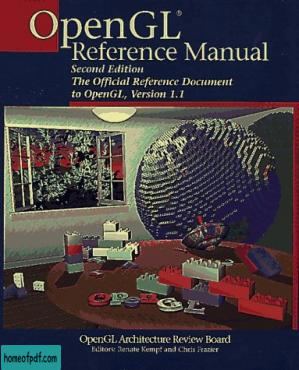 OpenGL®
Reference Manual
Second Edition
The Official Reference Document
to OpenGL, Version 1.1
OpenGL
OpenGL Architecture Review Board
Editors: Renate Kempf and Chris Frazier
homeofpdf.com